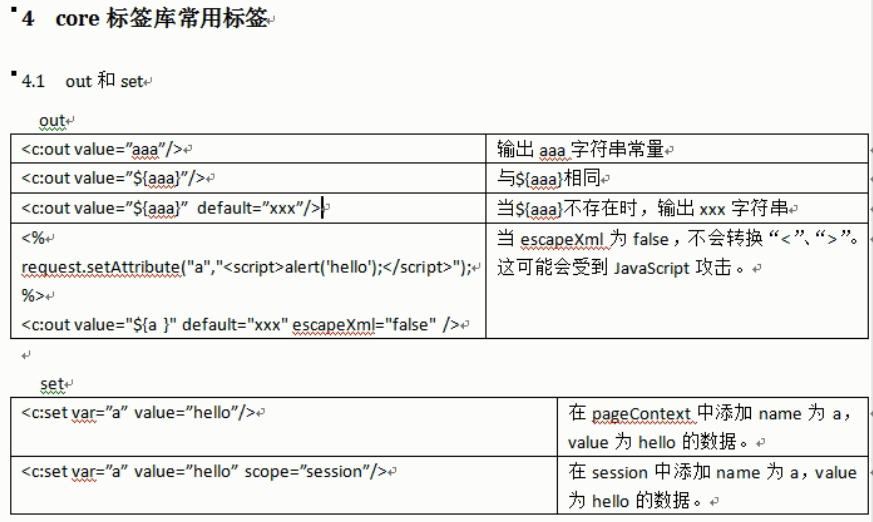 4 core 标签库常用标签
4.1 out 和 set
out
<c:out value=”aaa”/> 输出 aaa 字符串常量
<c:out value=”${aaa}”/> 与${aaa}相同
<c:out value=”${aaa}” default=”xxx”/> 当${aaa}不存在时，输出 xxx 字符串
<% 当 escapeXml 为 false，不会转换“<”、“>”。
request.setAttribute("a","<script>alert('hello');</script>"); 这可能会受到 JavaScript 攻击。
%>
<c:out value="${a }" default="xxx" escapeXml="false" />
set
<c:set var=”a” value=”hello”/> 在 pageContext 中添加 name 为 a，
value 为 hello 的数据。
<c:set var=”a” value=”hello” scope=”session”/> 在 session 中添加 name 为 a，value
为 hello 的数据。